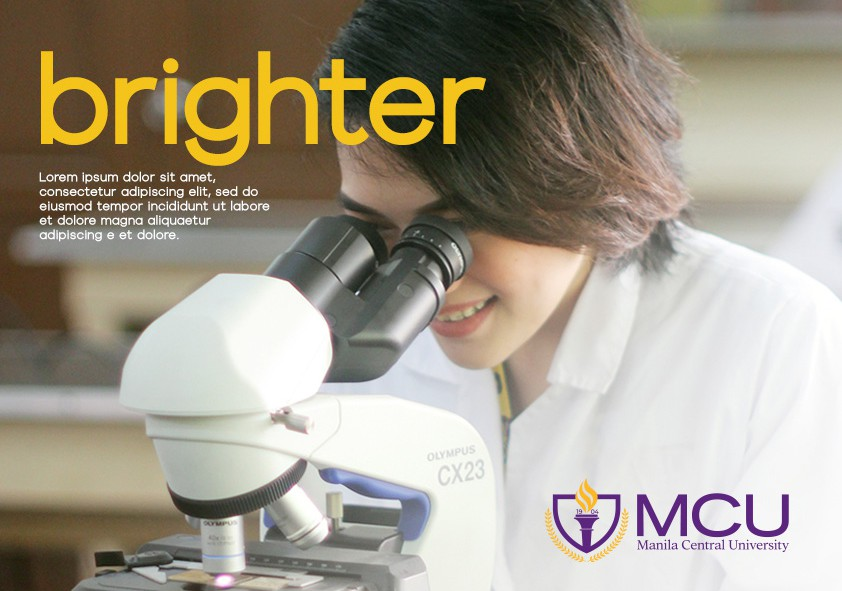 brighter
Lorem ipsum dolor sit amet,
consectetur adipiscing elit, sed do
eiusmod tempor incididunt ut labore
et dolore magna aliquaetur
adipiscing e et dolore.
OLYMPUS
CX23
OLYMPUS
19 04
MCU
Manila Central University